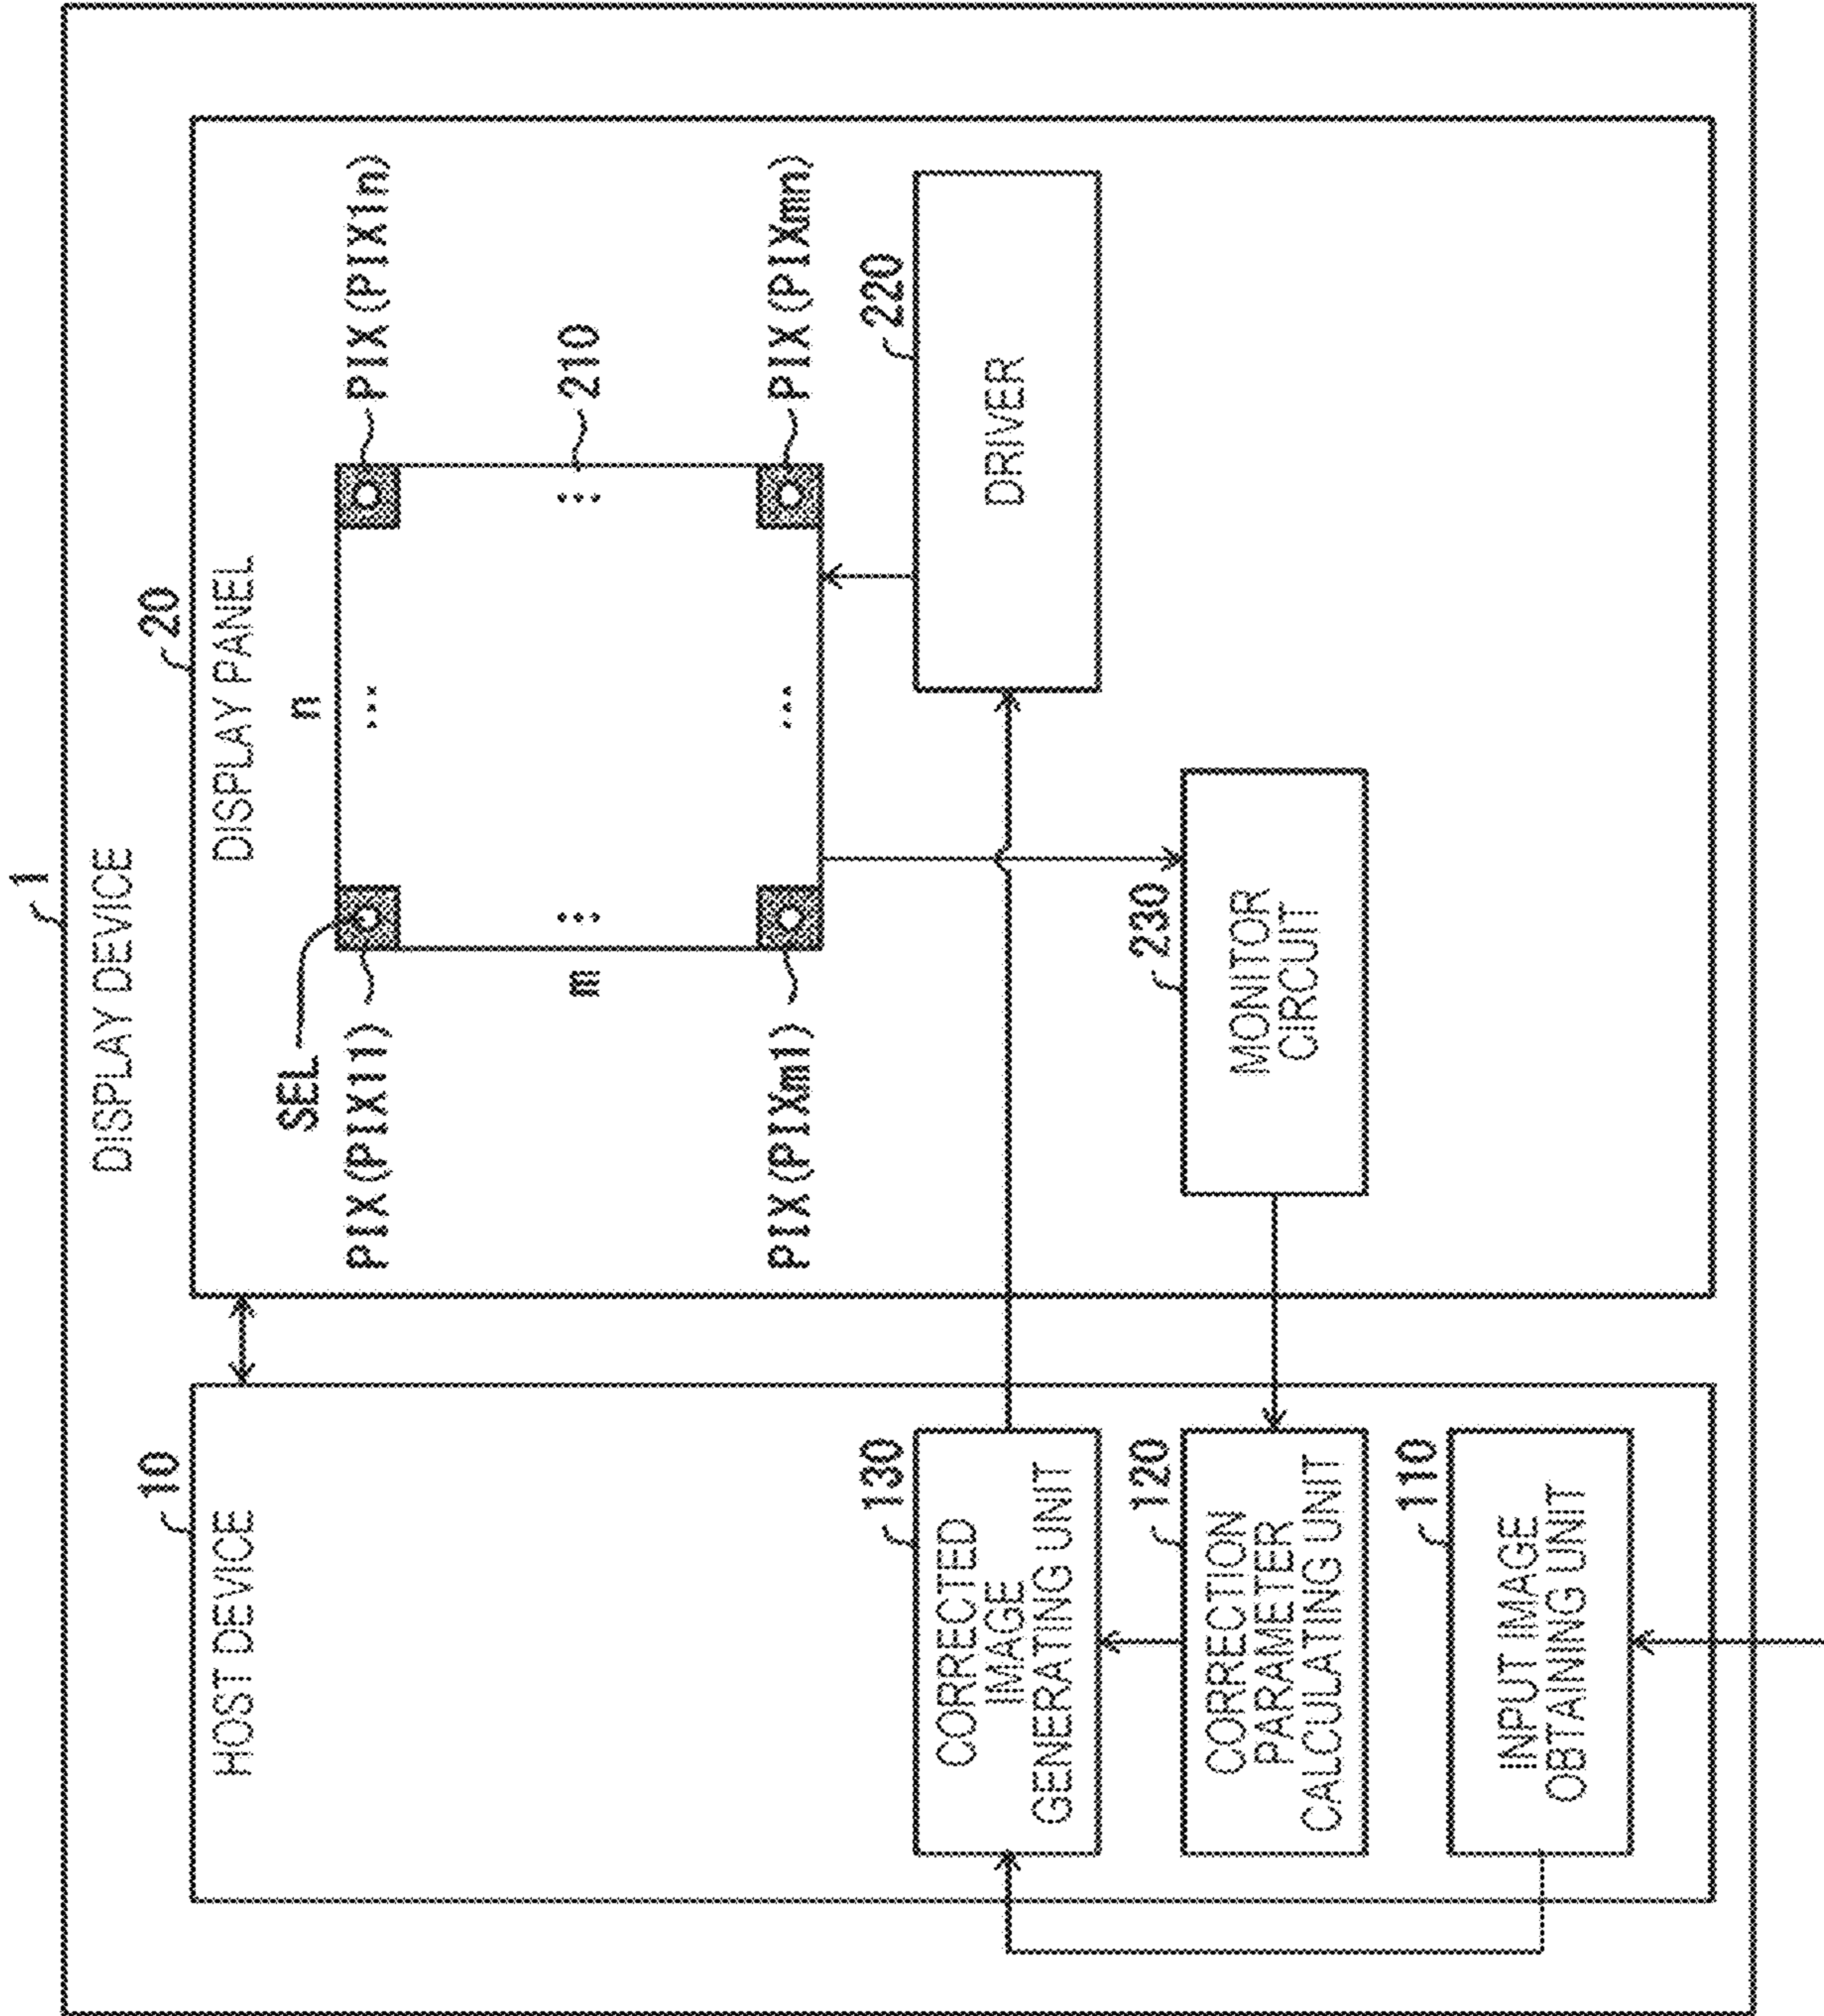 1
DISPLAY DEVICE
10
HOST DEVICE
20
DISPLAY PANEL
n
SEL
PIX(PIX11)
PIX(PIX1n)
m
210
PIX(PIXm1)
PIX(PIXmn)
130
CORRECTED
IMAGE
GENERATING UNIT
220
DRIVER
120
CORRECTION
PARAMETER
CALCULATING UNIT
230
MONITOR
CIRCUIT
110
INPUT IMAGE
OBTAINING UNIT